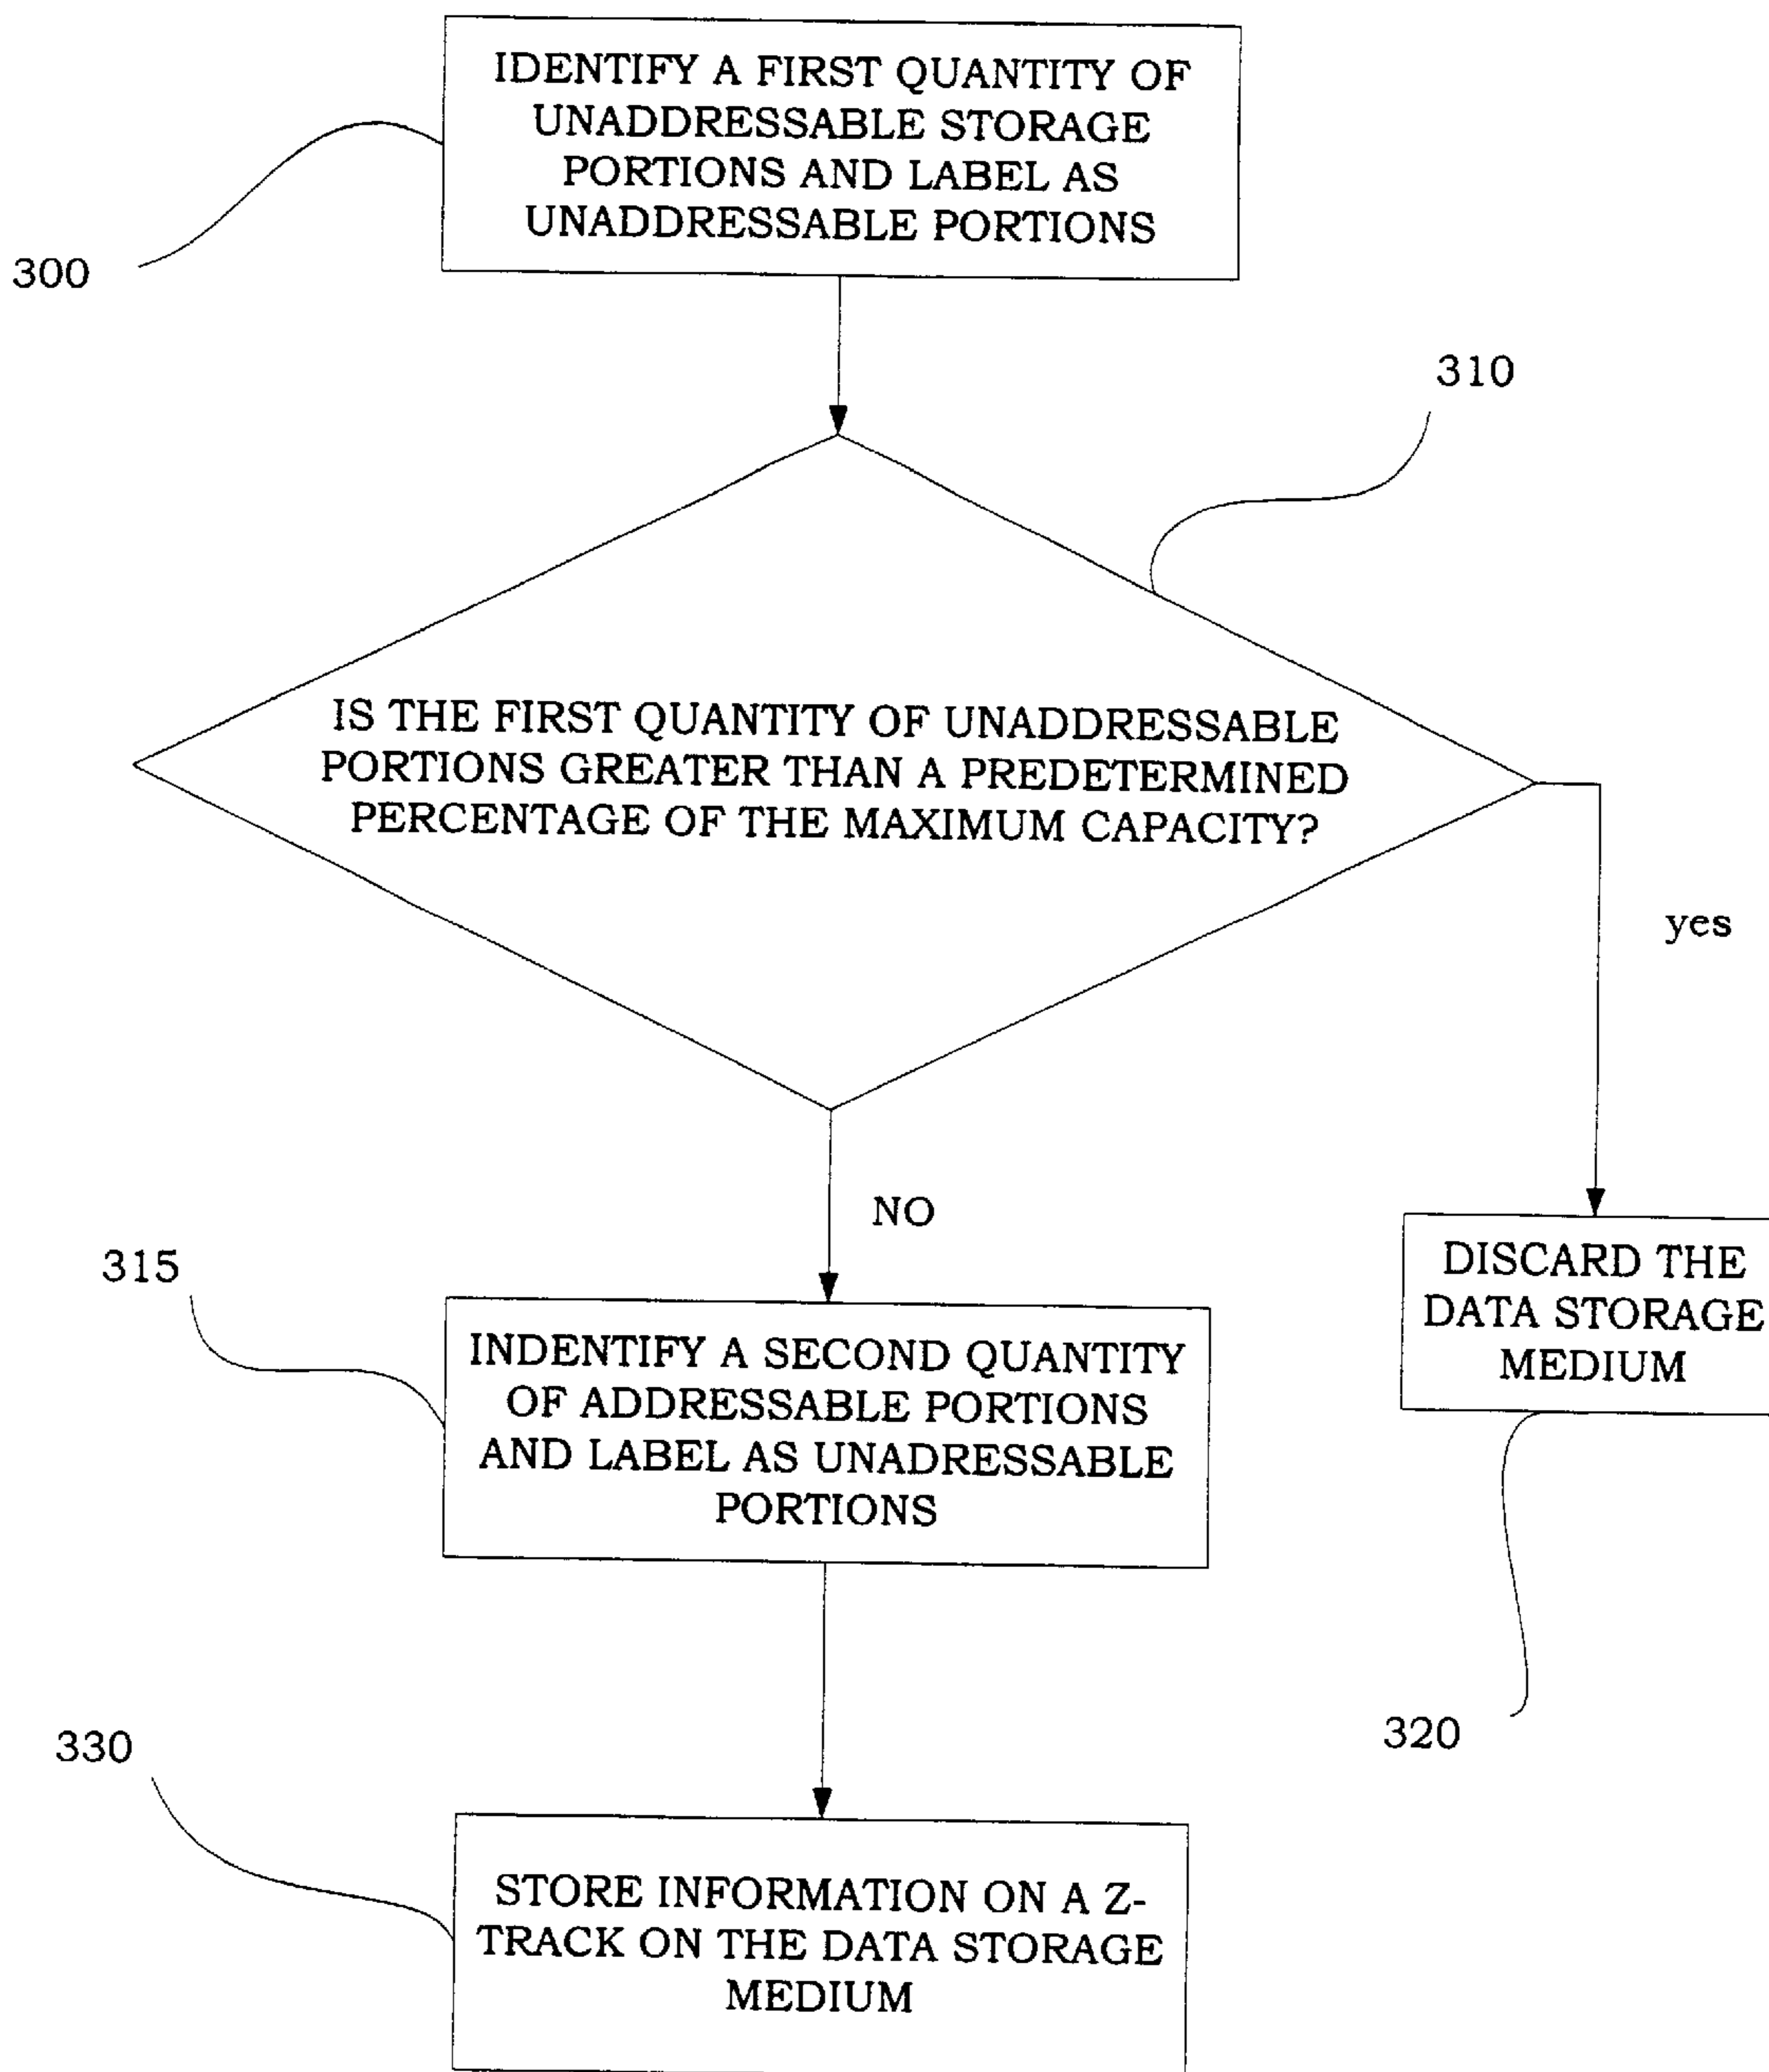 IDENTIFY A FIRST QUANTITY OF
UNADDRESSABLE STORAGE
PORTIONS AND LABEL AS
UNADDRESSABLE PORTIONS
300
310
IS THE FIRST QUANTITY OF UNADDRESSABLE
PORTIONS GREATER THAN A PREDETERMINED
PERCENTAGE OF THE MAXIMUM CAPACITY?
yes
NO
315
INDENTIFY A SECOND QUANTITY
OF ADDRESSABLE PORTIONS
AND LABEL AS UNADRESSABLE
PORTIONS
DISCARD THE
DATA STORAGE
MEDIUM
320
330
STORE INFORMATION ON A Z-
TRACK ON THE DATA STORAGE
MEDIUM